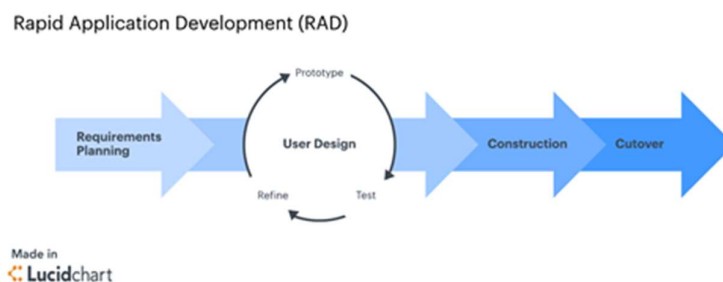 Rapid Application Development (RAD)
Prototype
Requirements
Planning
User Design
Construction
Cutover
Refine
Test
Made in
Lucidchart